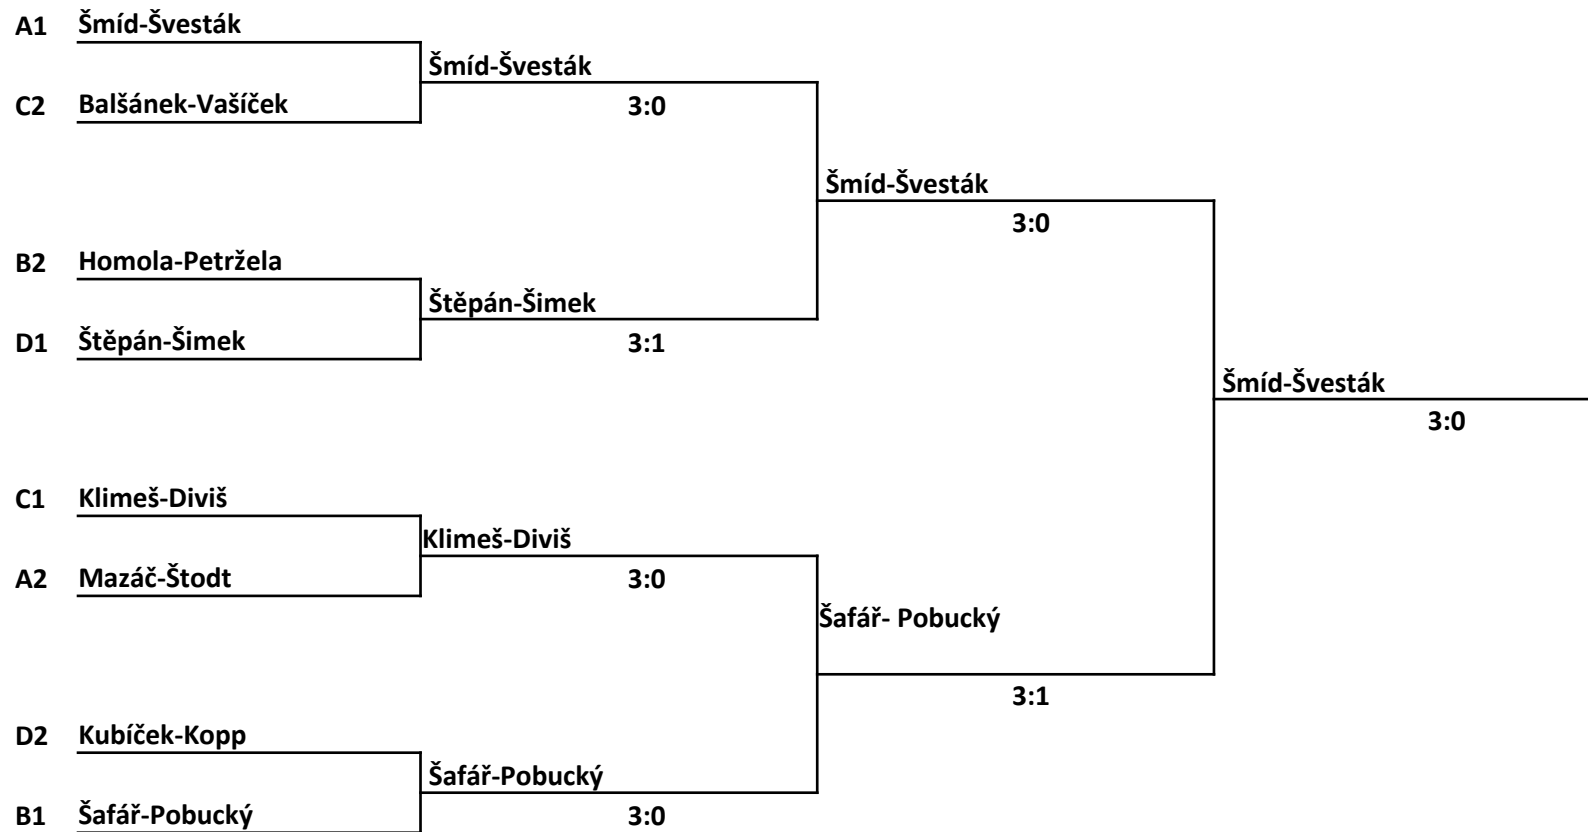 A1 Šmíd-Švesták
Šmíd-Švesták
C2 Balšánek-Vašíček 3:0
Šmíd-Švesták
3:0
B2 Homola-Petržela
Štěpán-Šimek
D1 Štěpán-Šimek 3:1
Šmíd-Švesták
3:0
C1 Klimeš-Diviš
Klimeš-Diviš
A2 Mazáč-Štodt 3:0
Šafář- Pobucký
3:1
D2 Kubíček-Kopp
Šafář-Pobucký
B1 Šafář-Pobucký 3:0